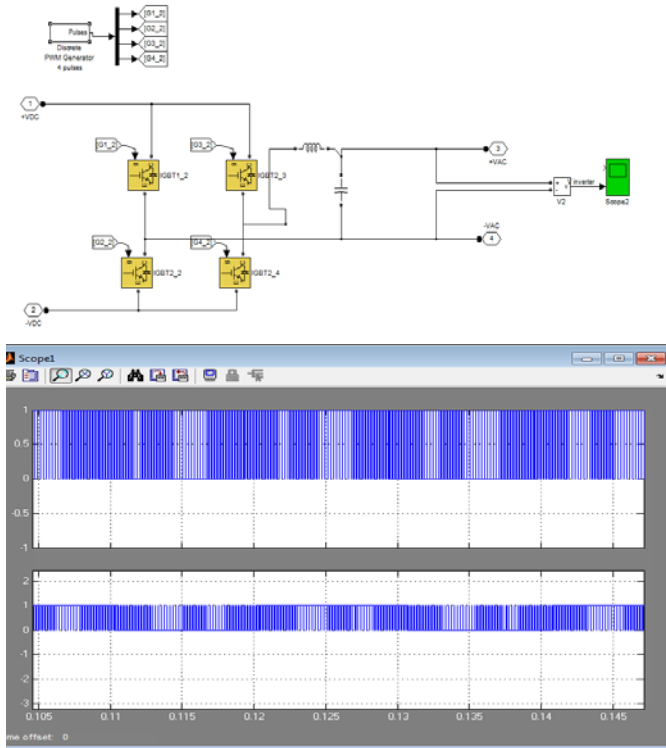 Pulses
Discrete
PWM Generator
4 pulses
[G1_2]
[G2_2]
[G3_2]
[G4_2]
1
+VDC
[G1_2]
[G3_2]
IGBT1_2
IGBT2_3
3
+VAC
+
-
v
V2
inverter
Scope2
-VAC
4
[G2_2]
[G4_2]
IGBT2_2
IGBT2_4
2
-VDC
Scope1
1
0.5
0
-0.5
-1
2
1
0
-1
-2
-3
0.105 0.11 0.115 0.12 0.125 0.13 0.135 0.14 0.145
me offset: 0